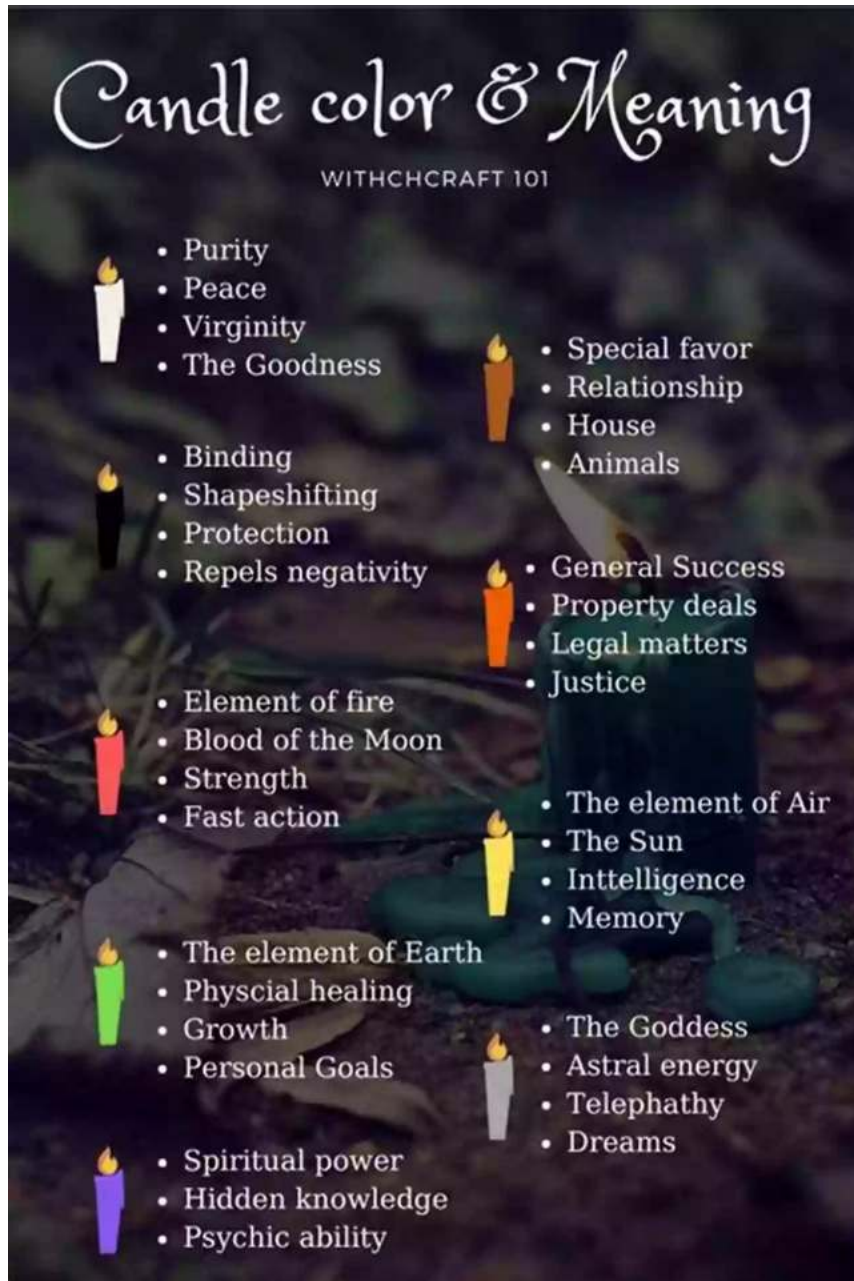 Candle color & Meaning
WITHCHCRAFT 101
• Purity
• Peace
• Virginity
• The Goodness
• Binding
• Shapeshifting
• Protection
• Repels negativity
• Element of fire
• Blood of the Moon
• Strength
• Fast action
• The element of Earth
• Physcial healing
• Growth
• Personal Goals
• Spiritual power
• Hidden knowledge
• Psychic ability
• Special favor
• Relationship
• House
• Animals
• General Success
• Property deals
• Legal matters
• Justice
• The element of Air
• The Sun
• Inttelligence
• Memory
• The Goddess
• Astral energy
• Telephathy
• Dreams